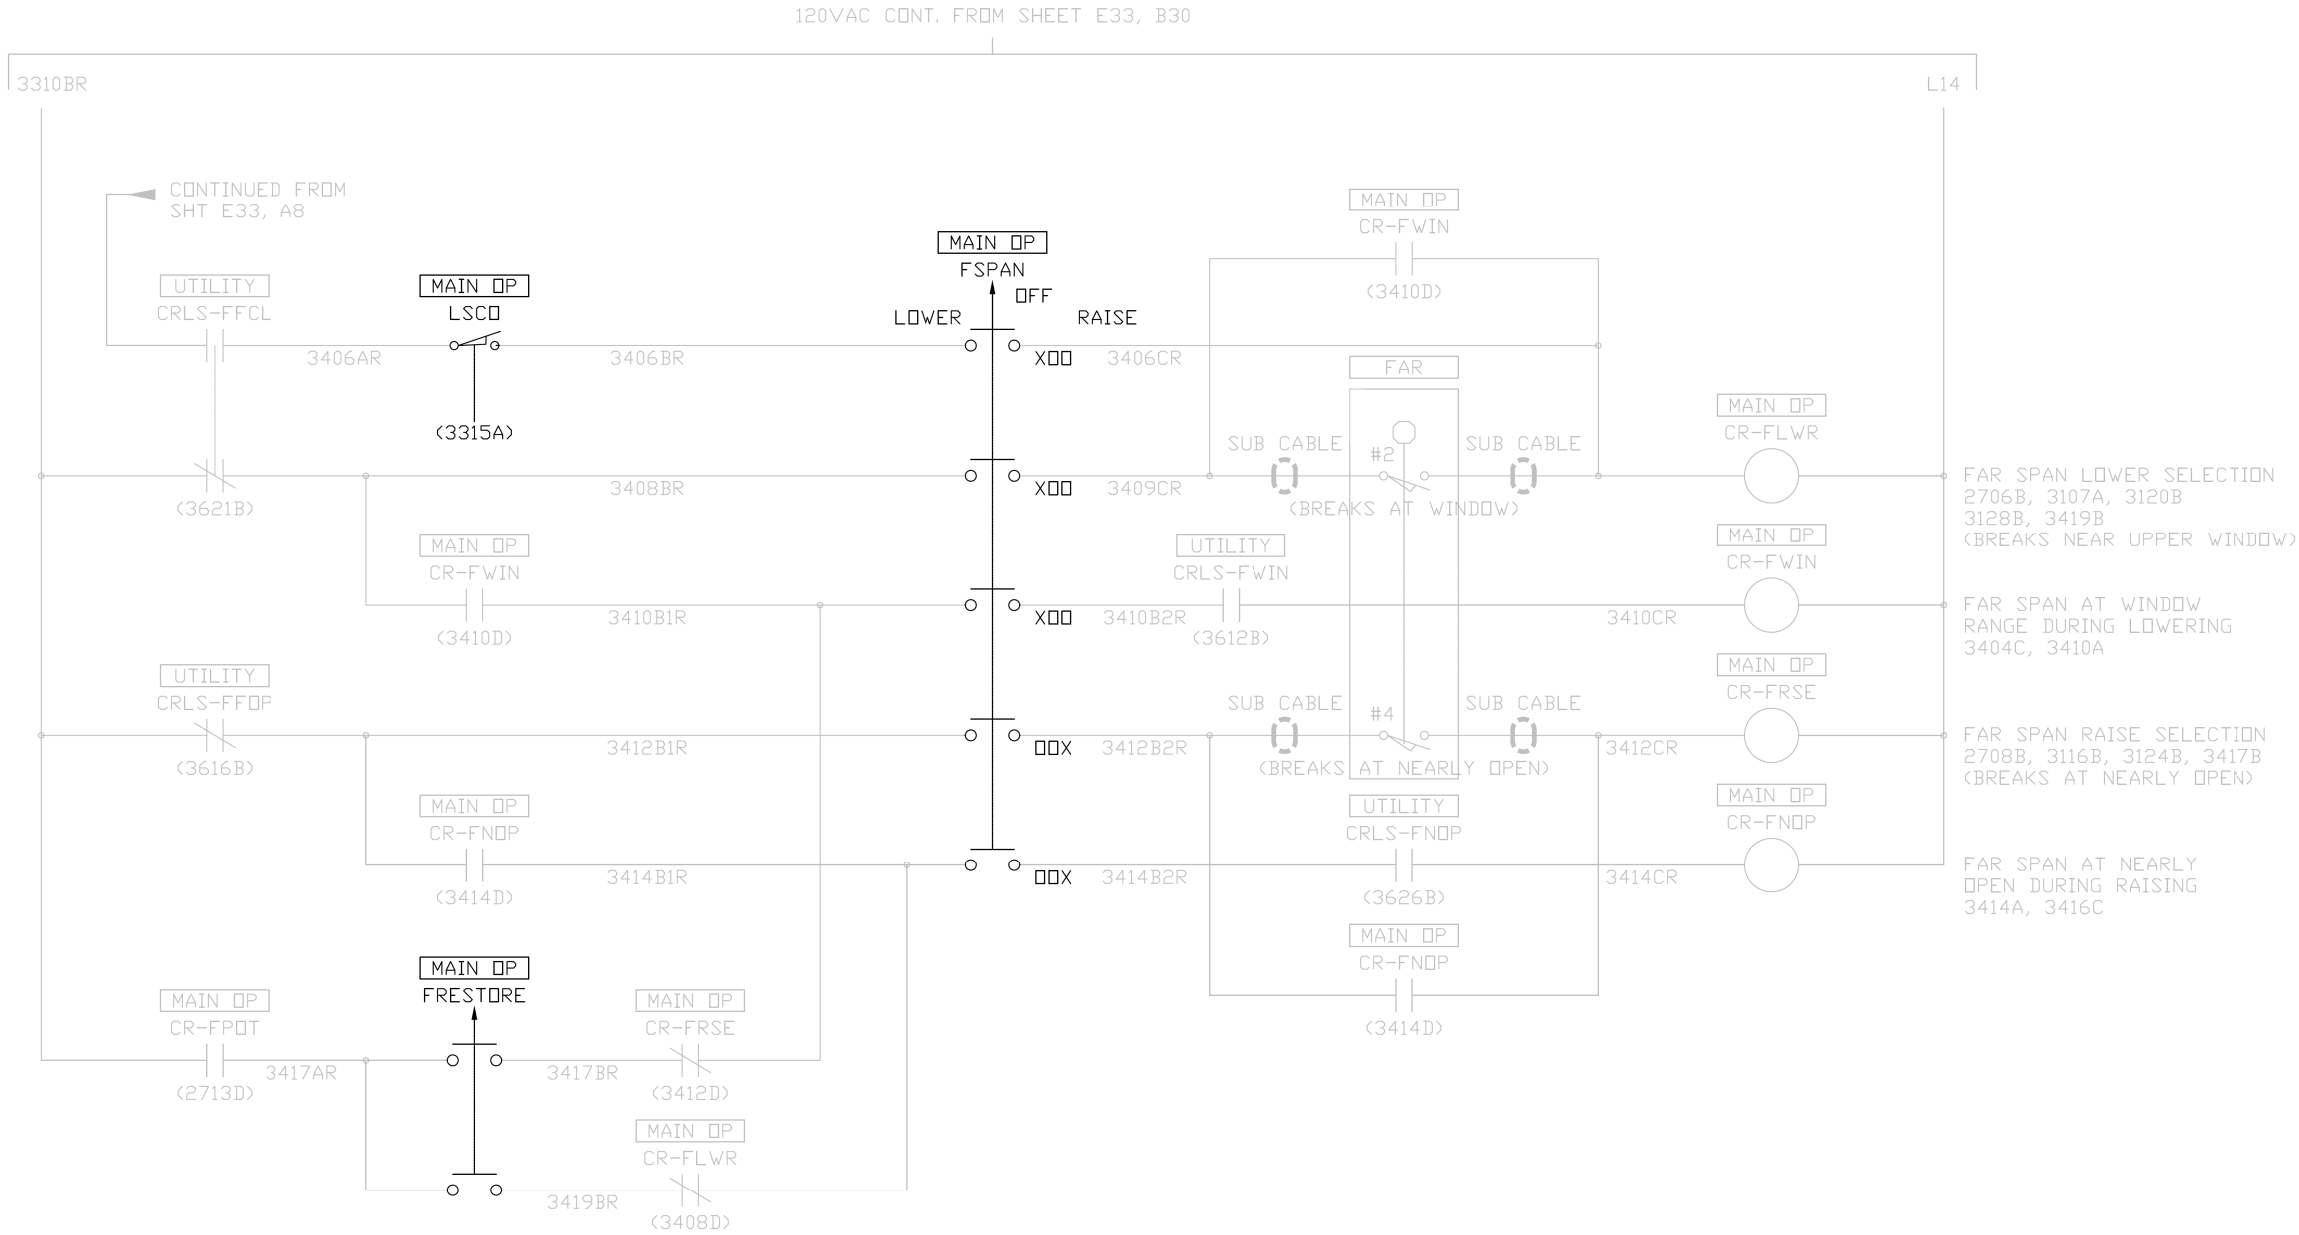 120VAC CONT. FROM SHEET E33, B30
3310BR
L14
CONTINUED FROM
SHT E33, A8
MAIN OP
CR-FWIN
(3410D)
MAIN OP
FSPAN
OFF
LOWER
RAISE
UTILITY
CRLS-FFCL
MAIN OP
LSCO
3406AR
3406BR
X00
3406CR
FAR
(3315A)
MAIN OP
CR-FLWR
SUB CABLE
#2
SUB CABLE
FAR SPAN LOWER SELECTION
2706B, 3107A, 3120B
3128B, 3419B
(BREAKS NEAR UPPER WINDOW)
3408BR
X00
3409CR
(3621B)
(BREAKS AT WINDOW)
MAIN OP
CR-FWIN
UTILITY
CRLS-FWIN
MAIN OP
CR-FWIN
(3410D)
3410B1R
X00
3410B2R
(3612B)
3410CR
FAR SPAN AT WINDOW
RANGE DURING LOWERING
3404C, 3410A
UTILITY
CRLS-FFOP
SUB CABLE
#4
SUB CABLE
MAIN OP
CR-FRSE
(3616B)
3412B1R
00X
3412B2R
(BREAKS AT NEARLY OPEN)
3412CR
FAR SPAN RAISE SELECTION
2708B, 3116B, 3124B, 3417B
(BREAKS AT NEARLY OPEN)
MAIN OP
CR-FNOP
UTILITY
CRLS-FNOP
MAIN OP
CR-FNOP
(3414D)
3414B1R
00X
3414B2R
(3626B)
3414CR
FAR SPAN AT NEARLY
OPEN DURING RAISING
3414A, 3416C
MAIN OP
CR-FNOP
(3414D)
MAIN OP
FRESTORE
MAIN OP
CR-FPOT
MAIN OP
CR-FRSE
(2713D)
3417AR
3417BR
(3412D)
MAIN OP
CR-FLWR
3419BR
(3408D)